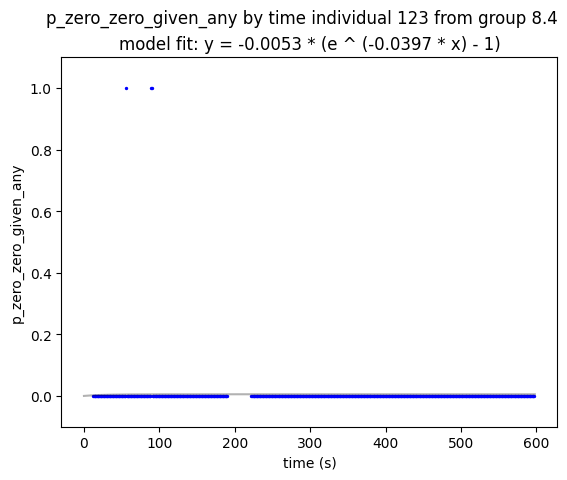 p_zero_zero_given_any by time individual 123 from group 8.4
model fit: y = -0.0053 * (e ^ (-0.0397 * x) - 1)
p_zero_zero_given_any
1.0
0.8
0.6
0.4
0.2
0.0
0 100 200 300 400 500 600
time (s)